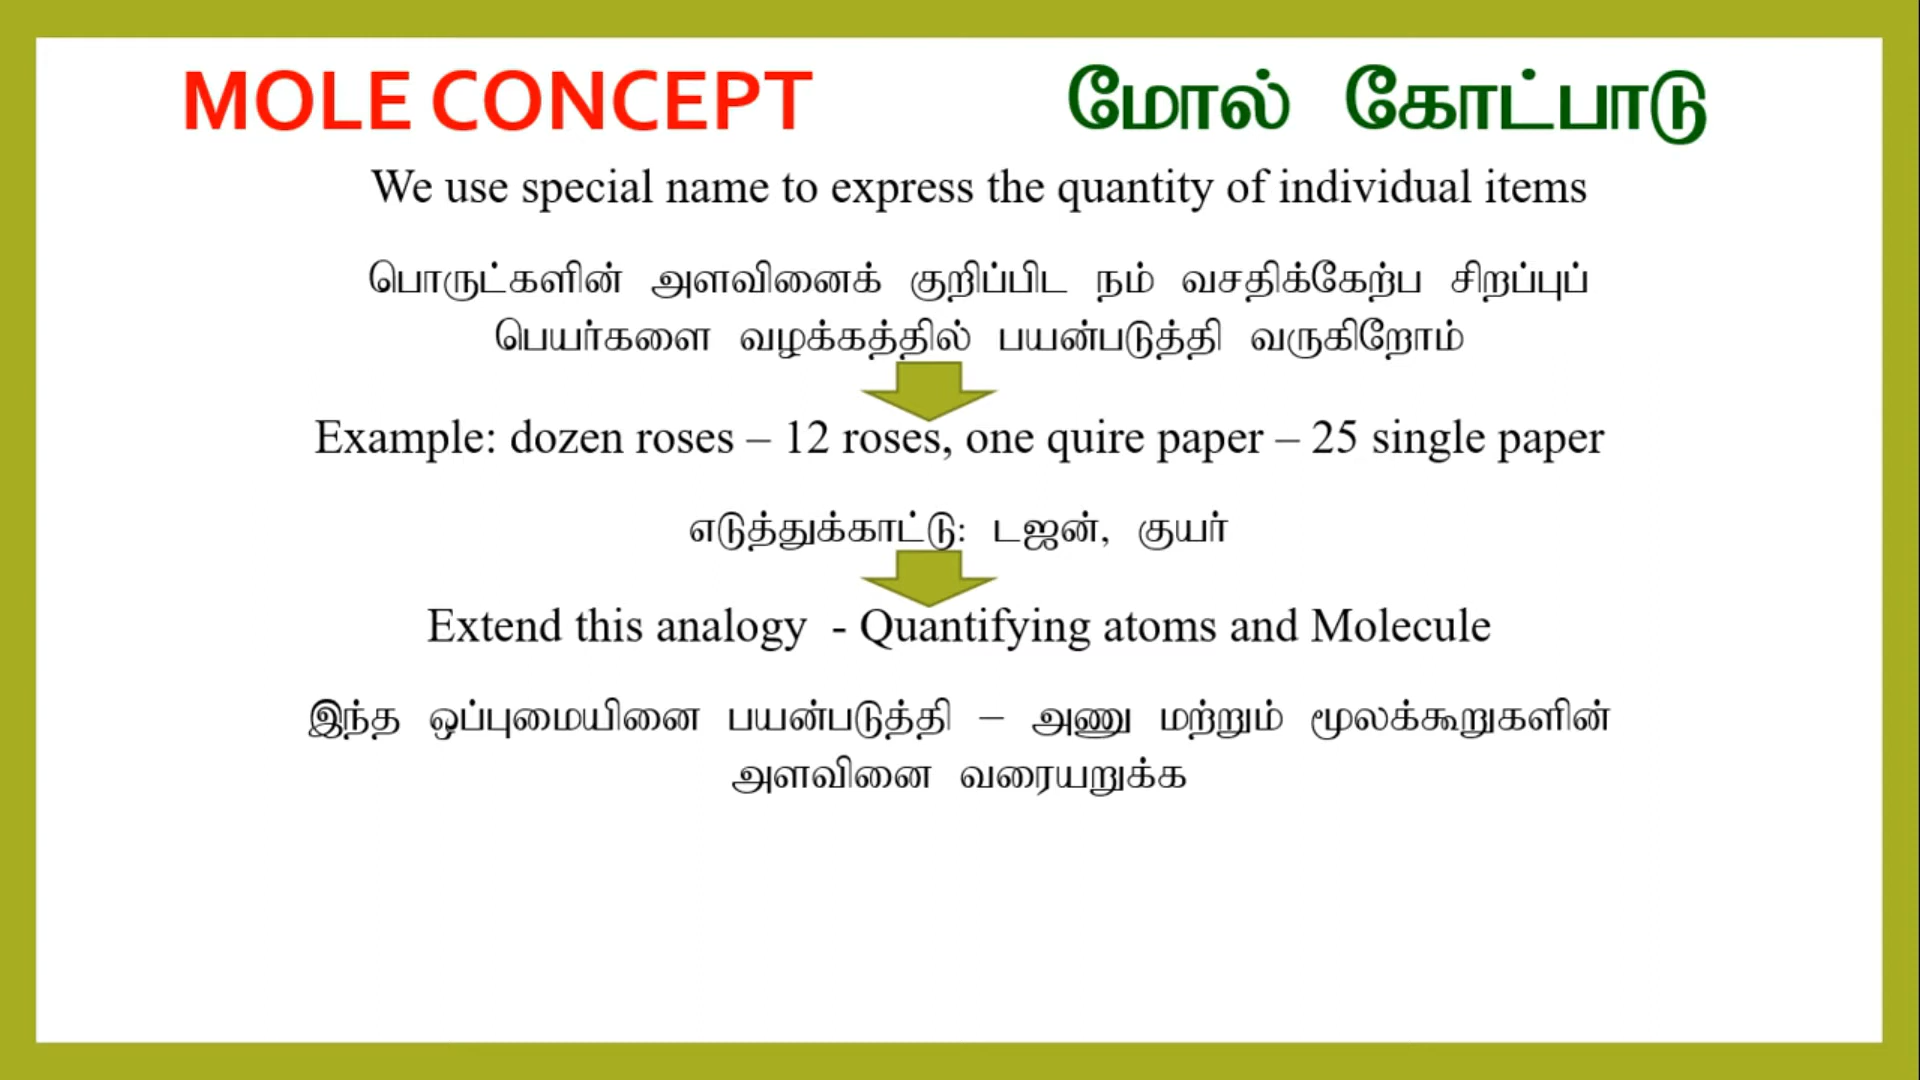 MOLE CONCEPT மோல் கோட்பாடு
We use special name to express the quantity of individual items
பொருட்களின் அளவினைக் குறிப்பிட நம் வசதிக்கேற்ப சிறப்புப்
பெயர்களை வழக்கத்தில் பயன்படுத்தி வருகிறோம்
Example: dozen roses – 12 roses, one quire paper – 25 single paper
எடுத்துக்காட்டு: டஜன், குயர்
Extend this analogy - Quantifying atoms and Molecule
இந்த ஒப்புமையினை பயன்படுத்தி – அணு மற்றும் மூலக்கூறுகளின்
அளவினை வரையறுக்க